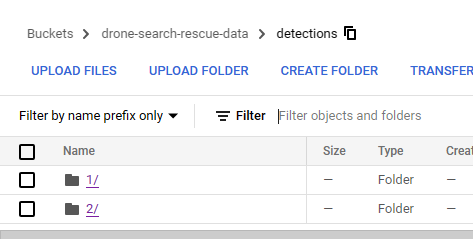 Buckets > drone-search-rescue-data > detections
UPLOAD FILES UPLOAD FOLDER CREATE FOLDER TRANSFER
Filter by name prefix only Filter Filter objects and folders
Name Size Type Crea
1/ — Folder —
2/ — Folder —